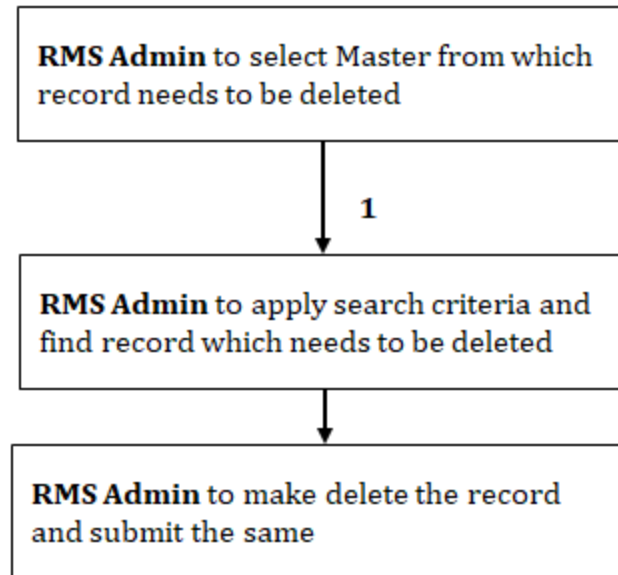 RMS Admin to select Master from which
record needs to be deleted
1
RMS Admin to apply search criteria and
find record which needs to be deleted
RMS Admin to make delete the record
and submit the same